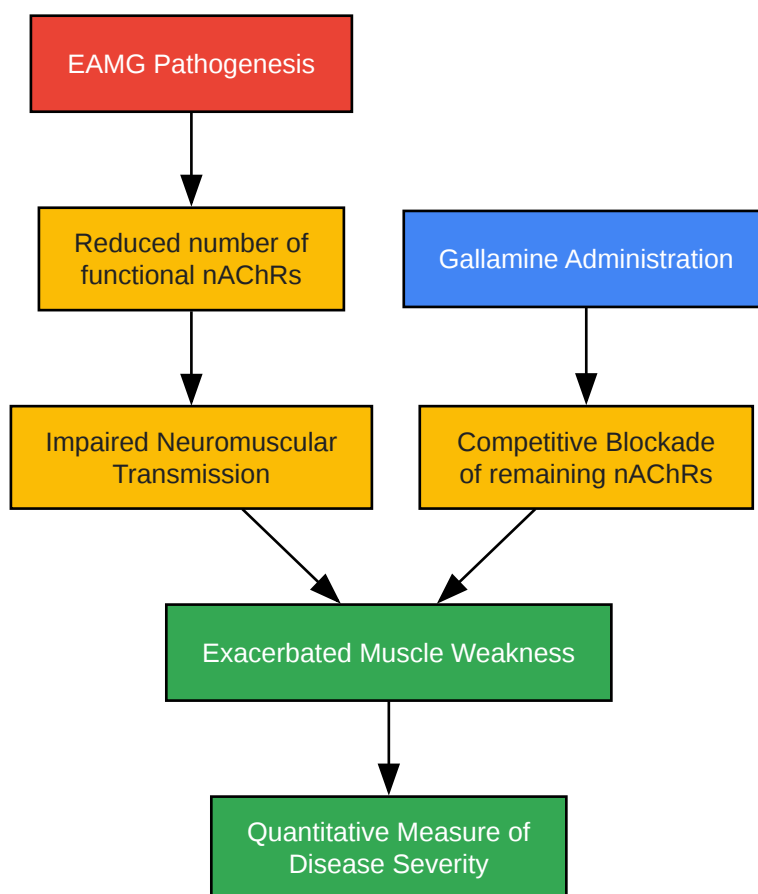 EAMG Pathogenesis
Reduced number of
functional nAChRs
Gallamine Administration
Impaired Neuromuscular
Transmission
Competitive Blockade
of remaining nAChRs
Exacerbated Muscle Weakness
Quantitative Measure of
Disease Severity